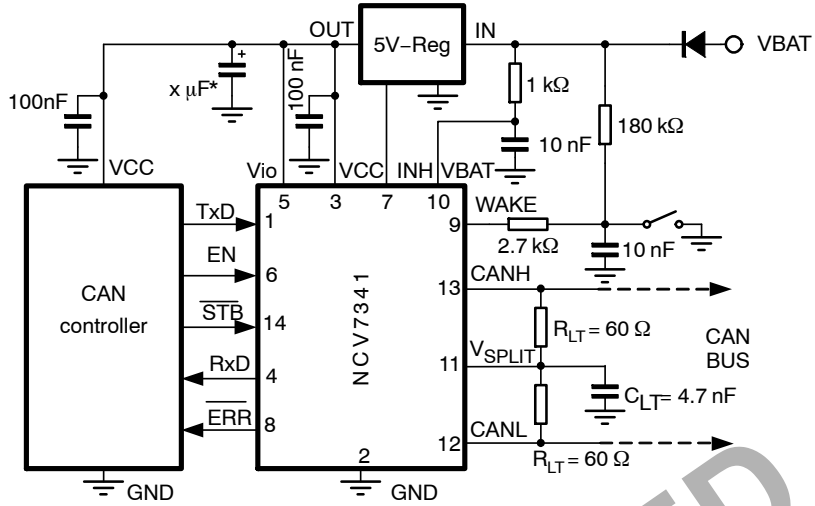 OUT
5V−Reg
IN
VBAT
100nF
x μF*
+
100 nF
1 kΩ
10 nF
180 kΩ
VCC
Vio
VCC
INH
VBAT
5
3
7
10
WAKE
9
2.7 kΩ
10 nF
TxD
1
EN
6
STB
14
RxD
4
ERR
8
CAN
controller
NCV7341
CANH
13
RLT = 60 Ω
VSPLIT
11
CLT = 4.7 nF
CAN
BUS
CANL
12
RLT = 60 Ω
2
GND
GND